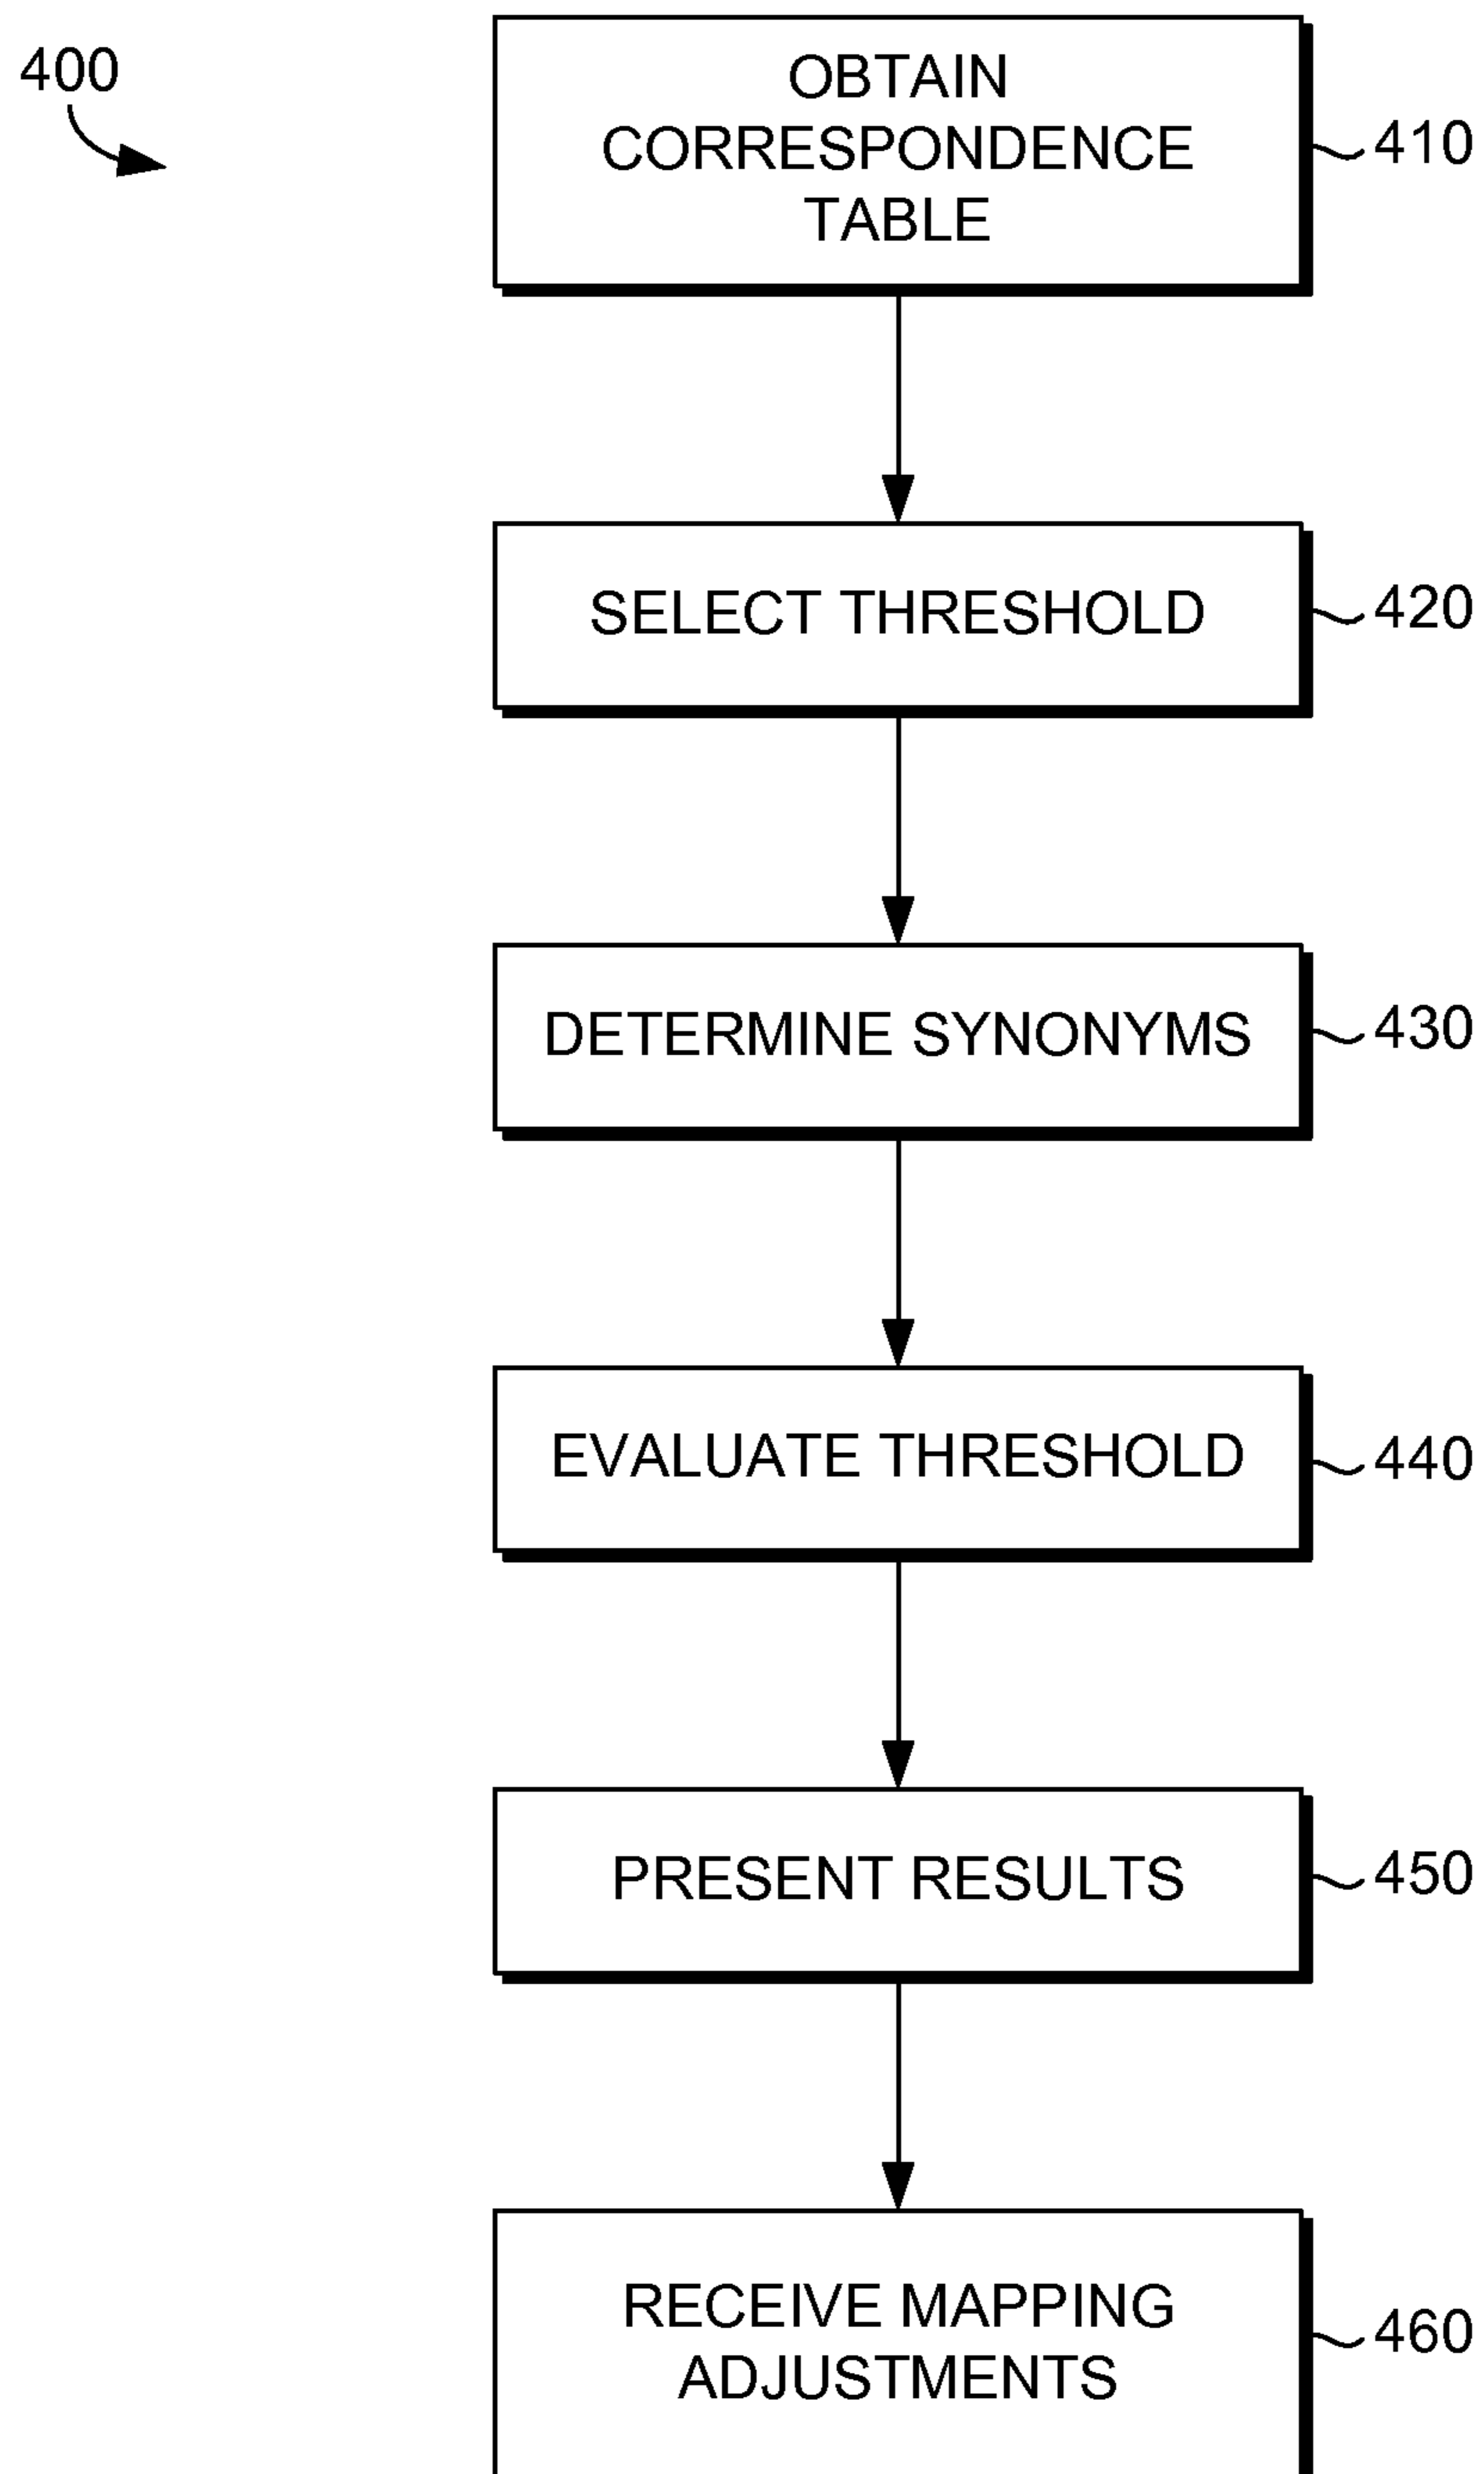 400
OBTAIN
CORRESPONDENCE
TABLE
410
SELECT THRESHOLD
420
DETERMINE SYNONYMS
430
EVALUATE THRESHOLD
440
PRESENT RESULTS
450
RECEIVE MAPPING
ADJUSTMENTS
460